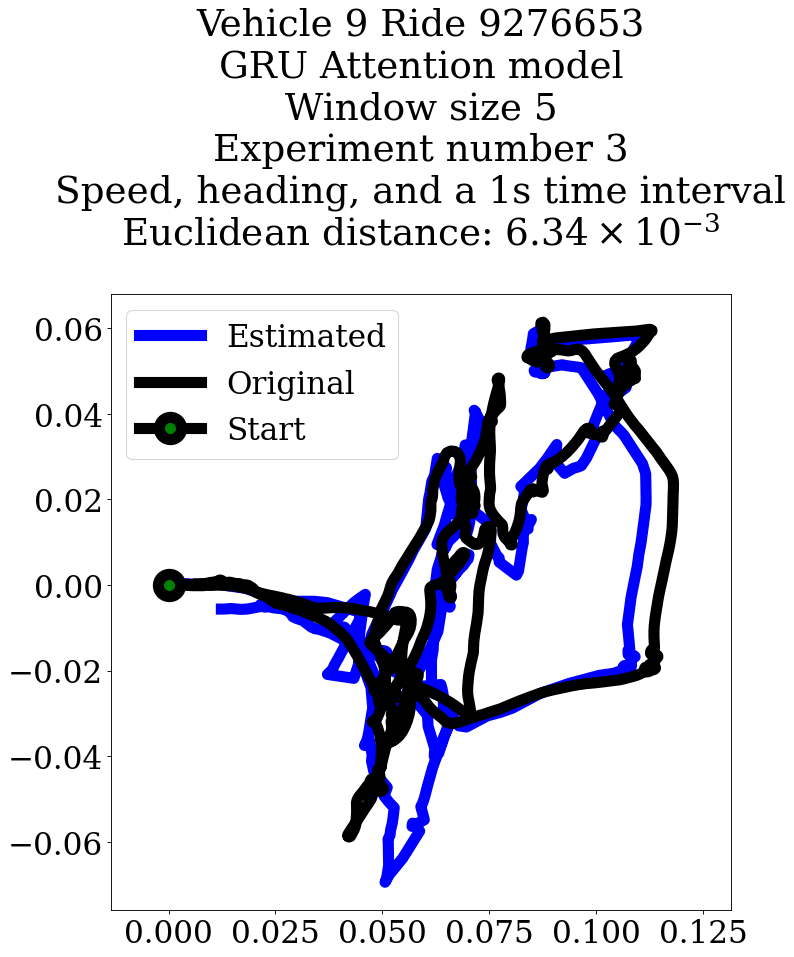 Vehicle 9 Ride 9276653
GRU Attention model
Window size 5
Experiment number 3
Speed, heading, and a 1s time interval
Euclidean distance: 6.34 × 10⁻³
Estimated
Original
Start
0.06
0.04
0.02
0.00
−0.02
−0.04
−0.06
0.000 0.025 0.050 0.075 0.100 0.125